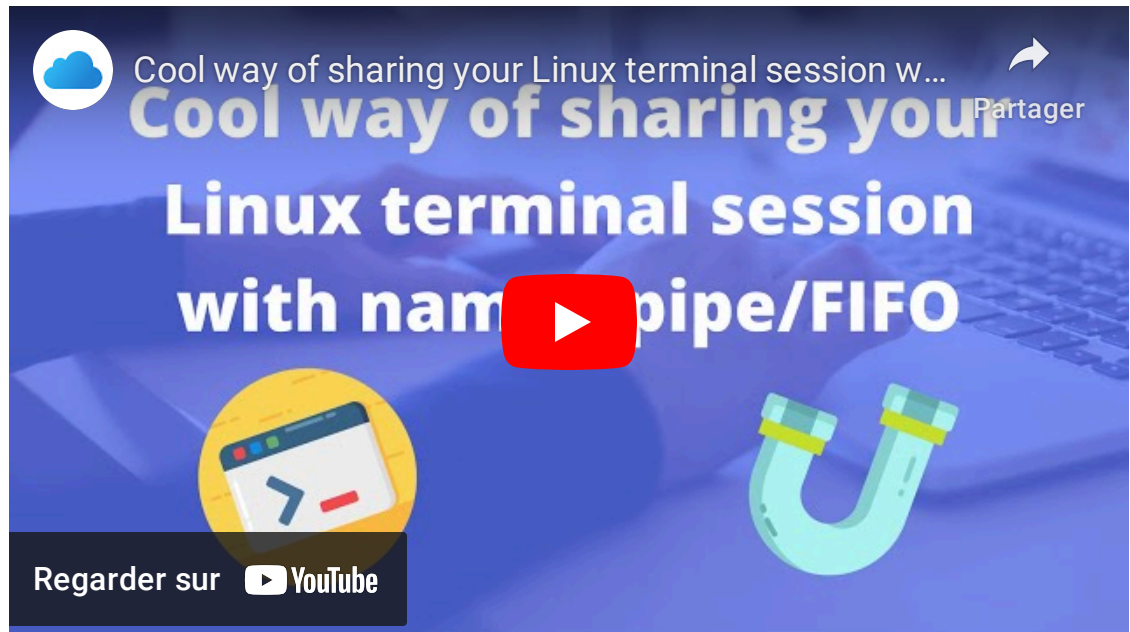 Cool way of sharing your Linux terminal session w...
Partager
Cool way of sharing your
Linux terminal session
with pipe/FIFO
Regarder sur YouTube